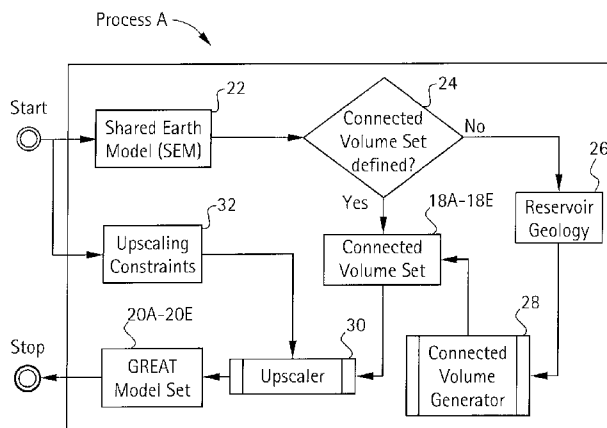 Process A
Start
22
Shared Earth
Model (SEM)
24
Connected
Volume Set
defined?
No
Yes
26
Reservoir
Geology
32
Upscaling
Constraints
18A-18E
Connected
Volume Set
28
Connected
Volume
Generator
30
Upscaler
20A-20E
GREAT
Model Set
Stop